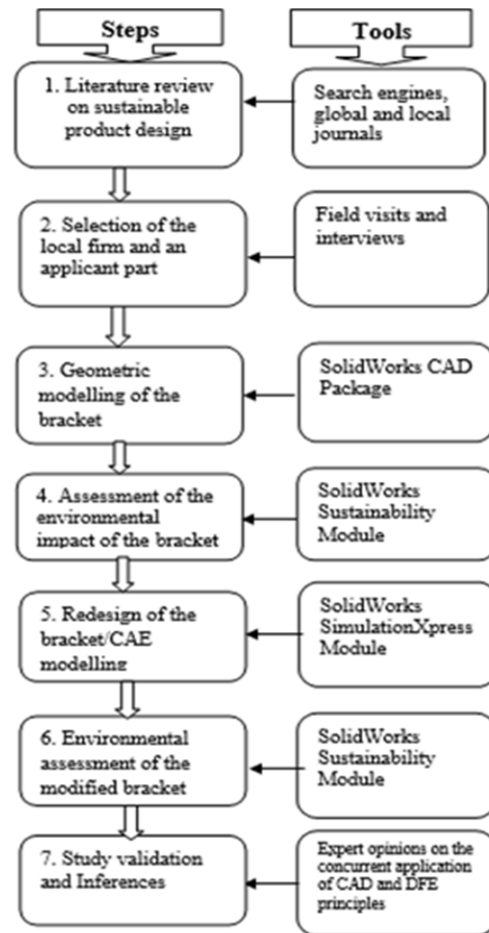 Steps
Tools
1. Literature review
on sustainable
product design
Search engines,
global and local
journals
2. Selection of the
local firm and an
applicant part
Field visits and
interviews
3. Geometric
modelling of the
bracket
SolidWorks CAD
Package
4. Assessment of the
environmental
impact of the bracket
SolidWorks
Sustainability
Module
5. Redesign of the
bracket/CAE
modelling
SolidWorks
SimulationXpress
Module
6. Environmental
assessment of the
modified bracket
SolidWorks
Sustainability
Module
7. Study validation
and Inferences
Expert opinions on the
concurrent application
of CAD and DFE
principles